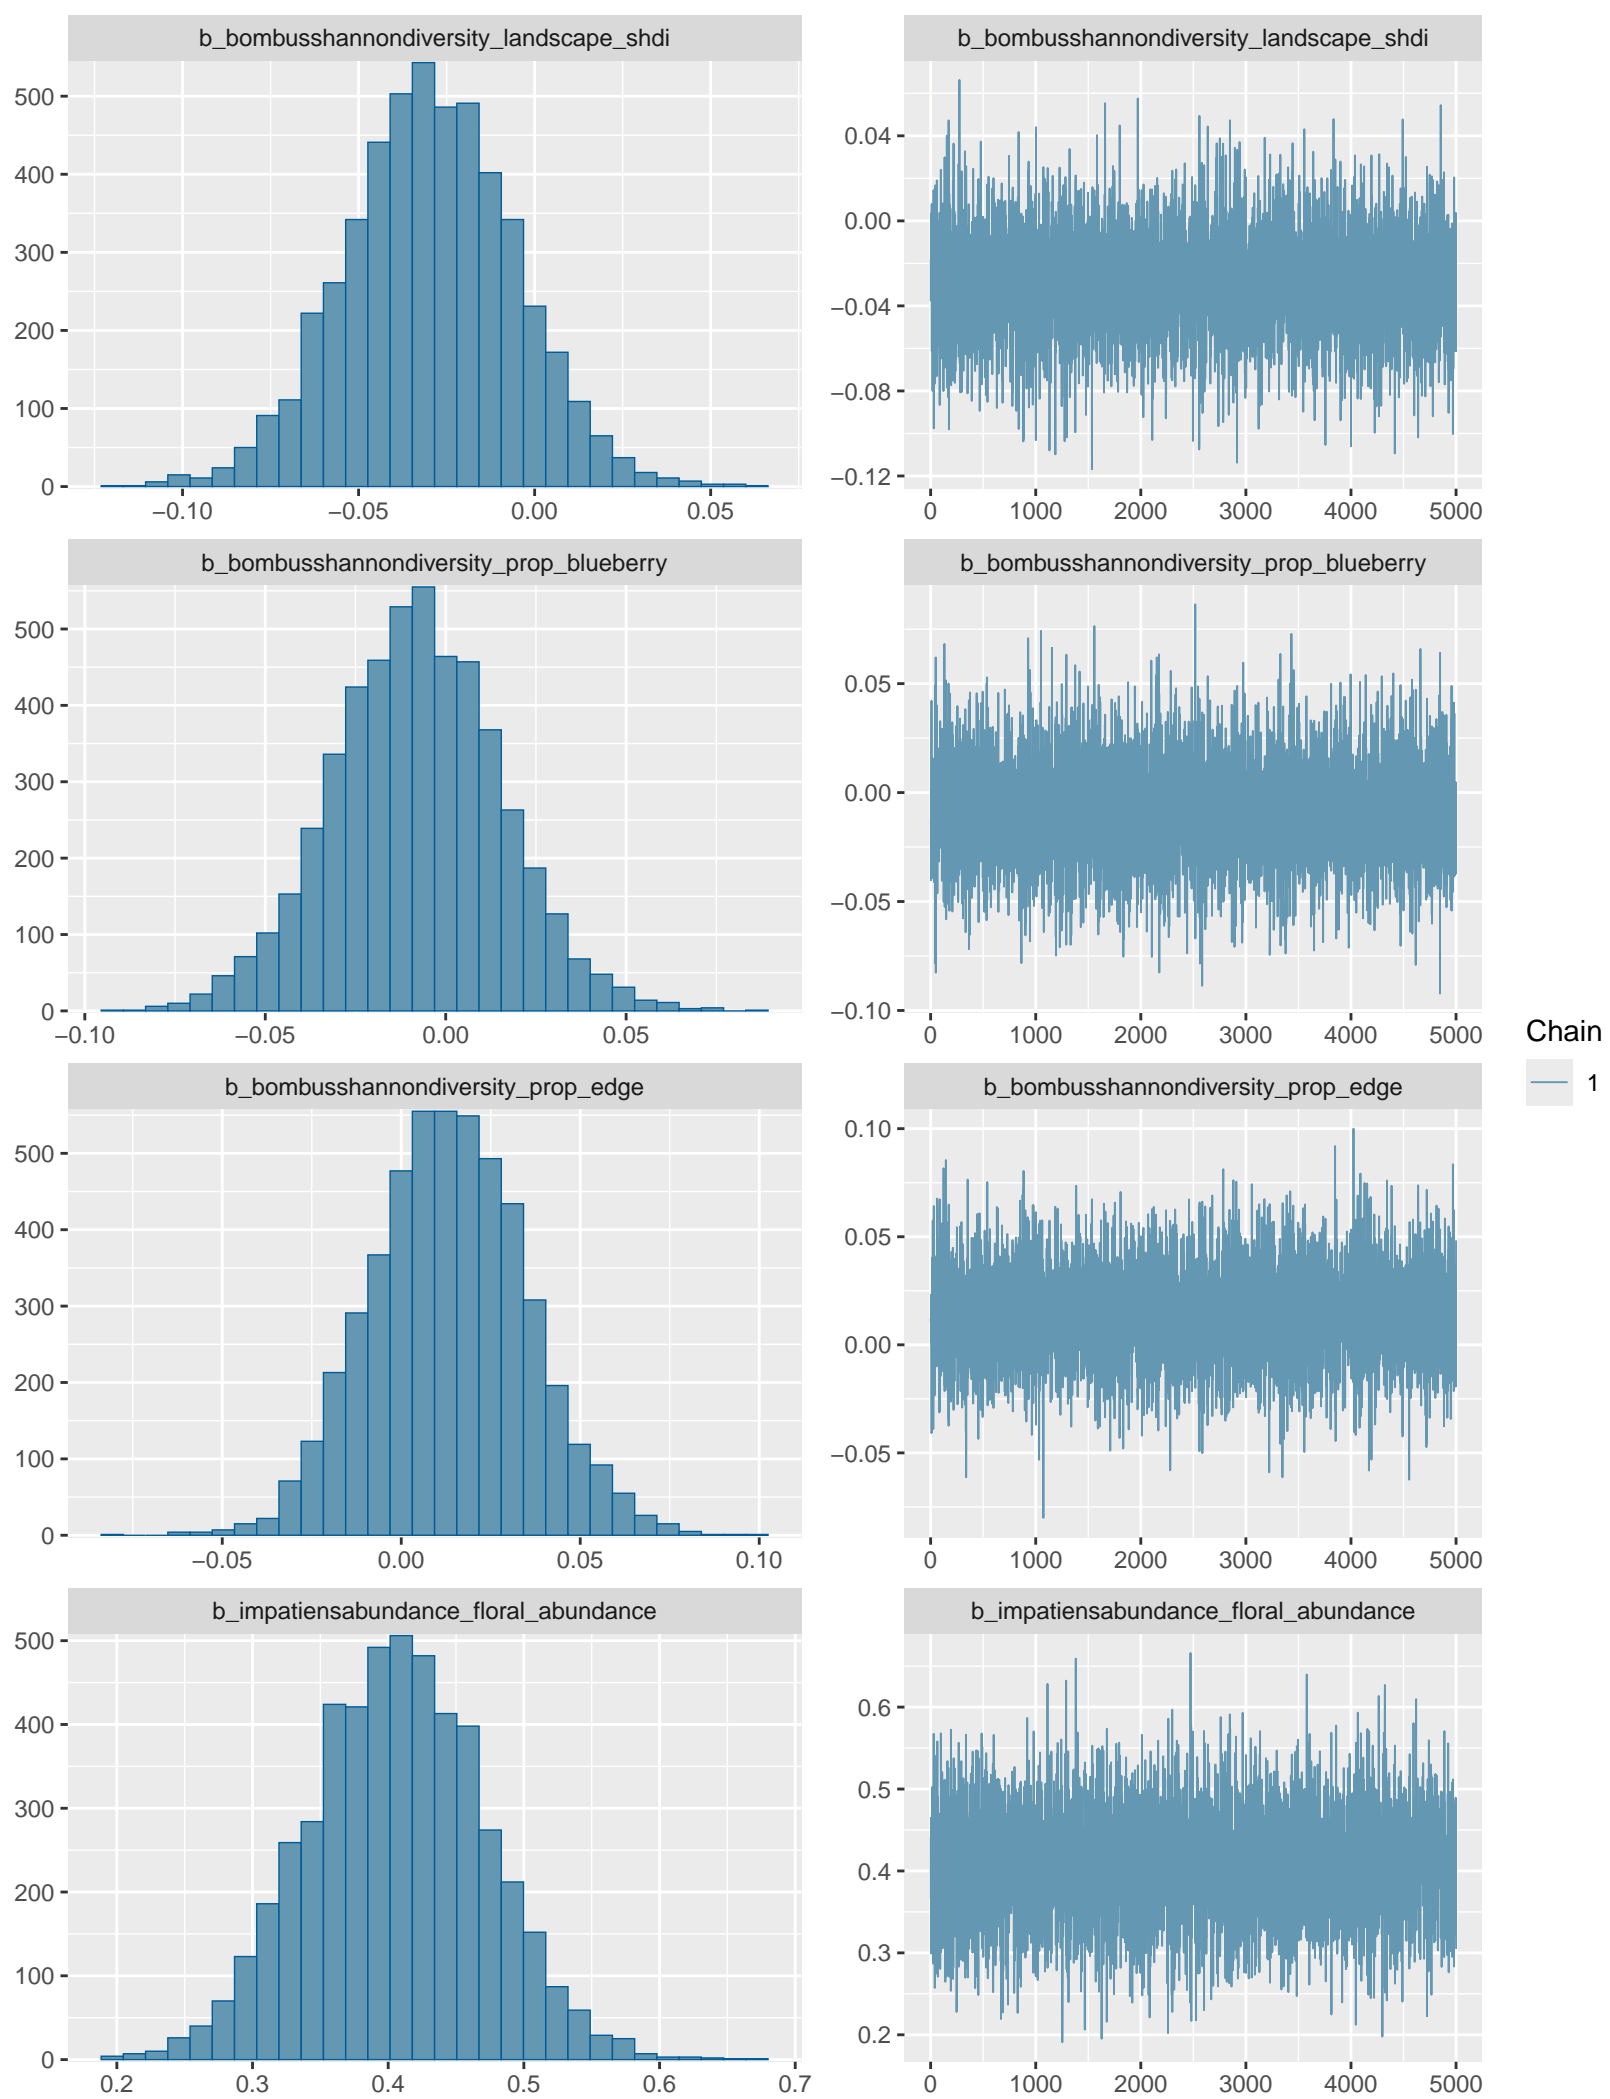 b_bombusshannondiversity_landscape_shdi
500
400
300
200
100
0
−0.10 −0.05 0.00 0.05
b_bombusshannondiversity_landscape_shdi
0.04
0.00
−0.04
−0.08
−0.12
0 1000 2000 3000 4000 5000
b_bombusshannondiversity_prop_blueberry
500
400
300
200
100
0
−0.10 −0.05 0.00 0.05
b_bombusshannondiversity_prop_blueberry
0.05
0.00
−0.05
−0.10
0 1000 2000 3000 4000 5000
b_bombusshannondiversity_prop_edge
500
400
300
200
100
0
−0.05 0.00 0.05 0.10
b_bombusshannondiversity_prop_edge
0.10
0.05
0.00
−0.05
0 1000 2000 3000 4000 5000
b_impatiensabundance_floral_abundance
500
400
300
200
100
0
0.2 0.3 0.4 0.5 0.6 0.7
b_impatiensabundance_floral_abundance
0.6
0.5
0.4
0.3
0.2
0 1000 2000 3000 4000 5000
Chain
1